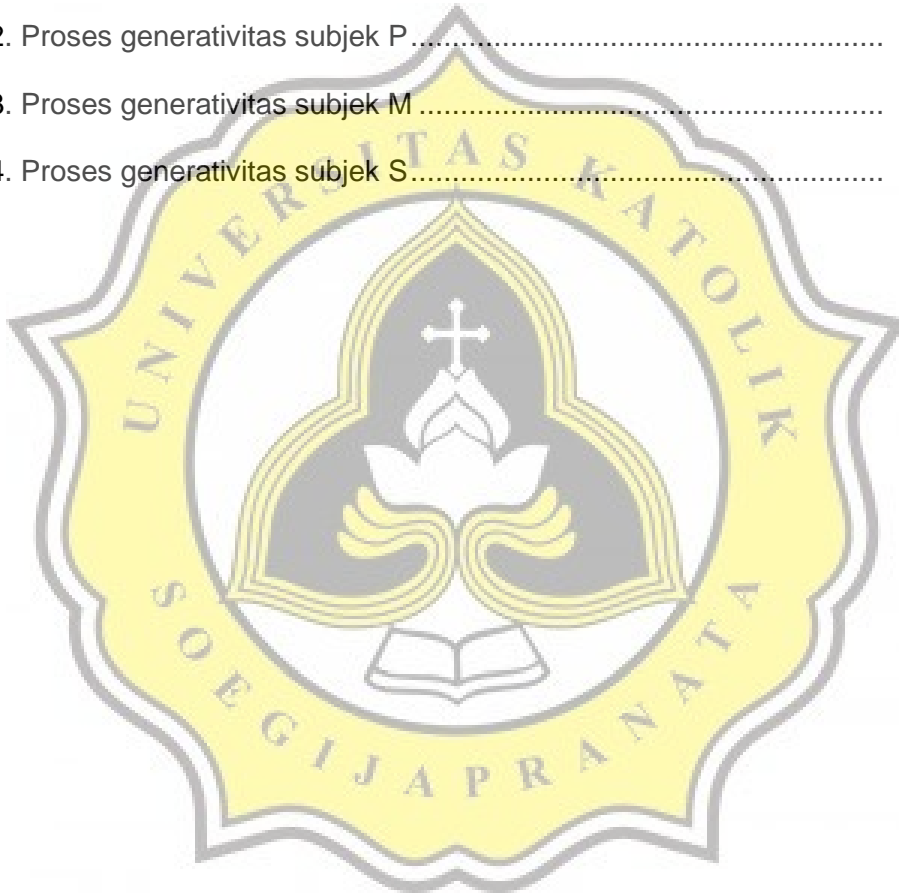 2. Proses generativitas subjek P
3. Proses generativitas subjek M
4. Proses generativitas subjek S
UNIVERSITAS KATOLIK
SOEGIJAPRANATA